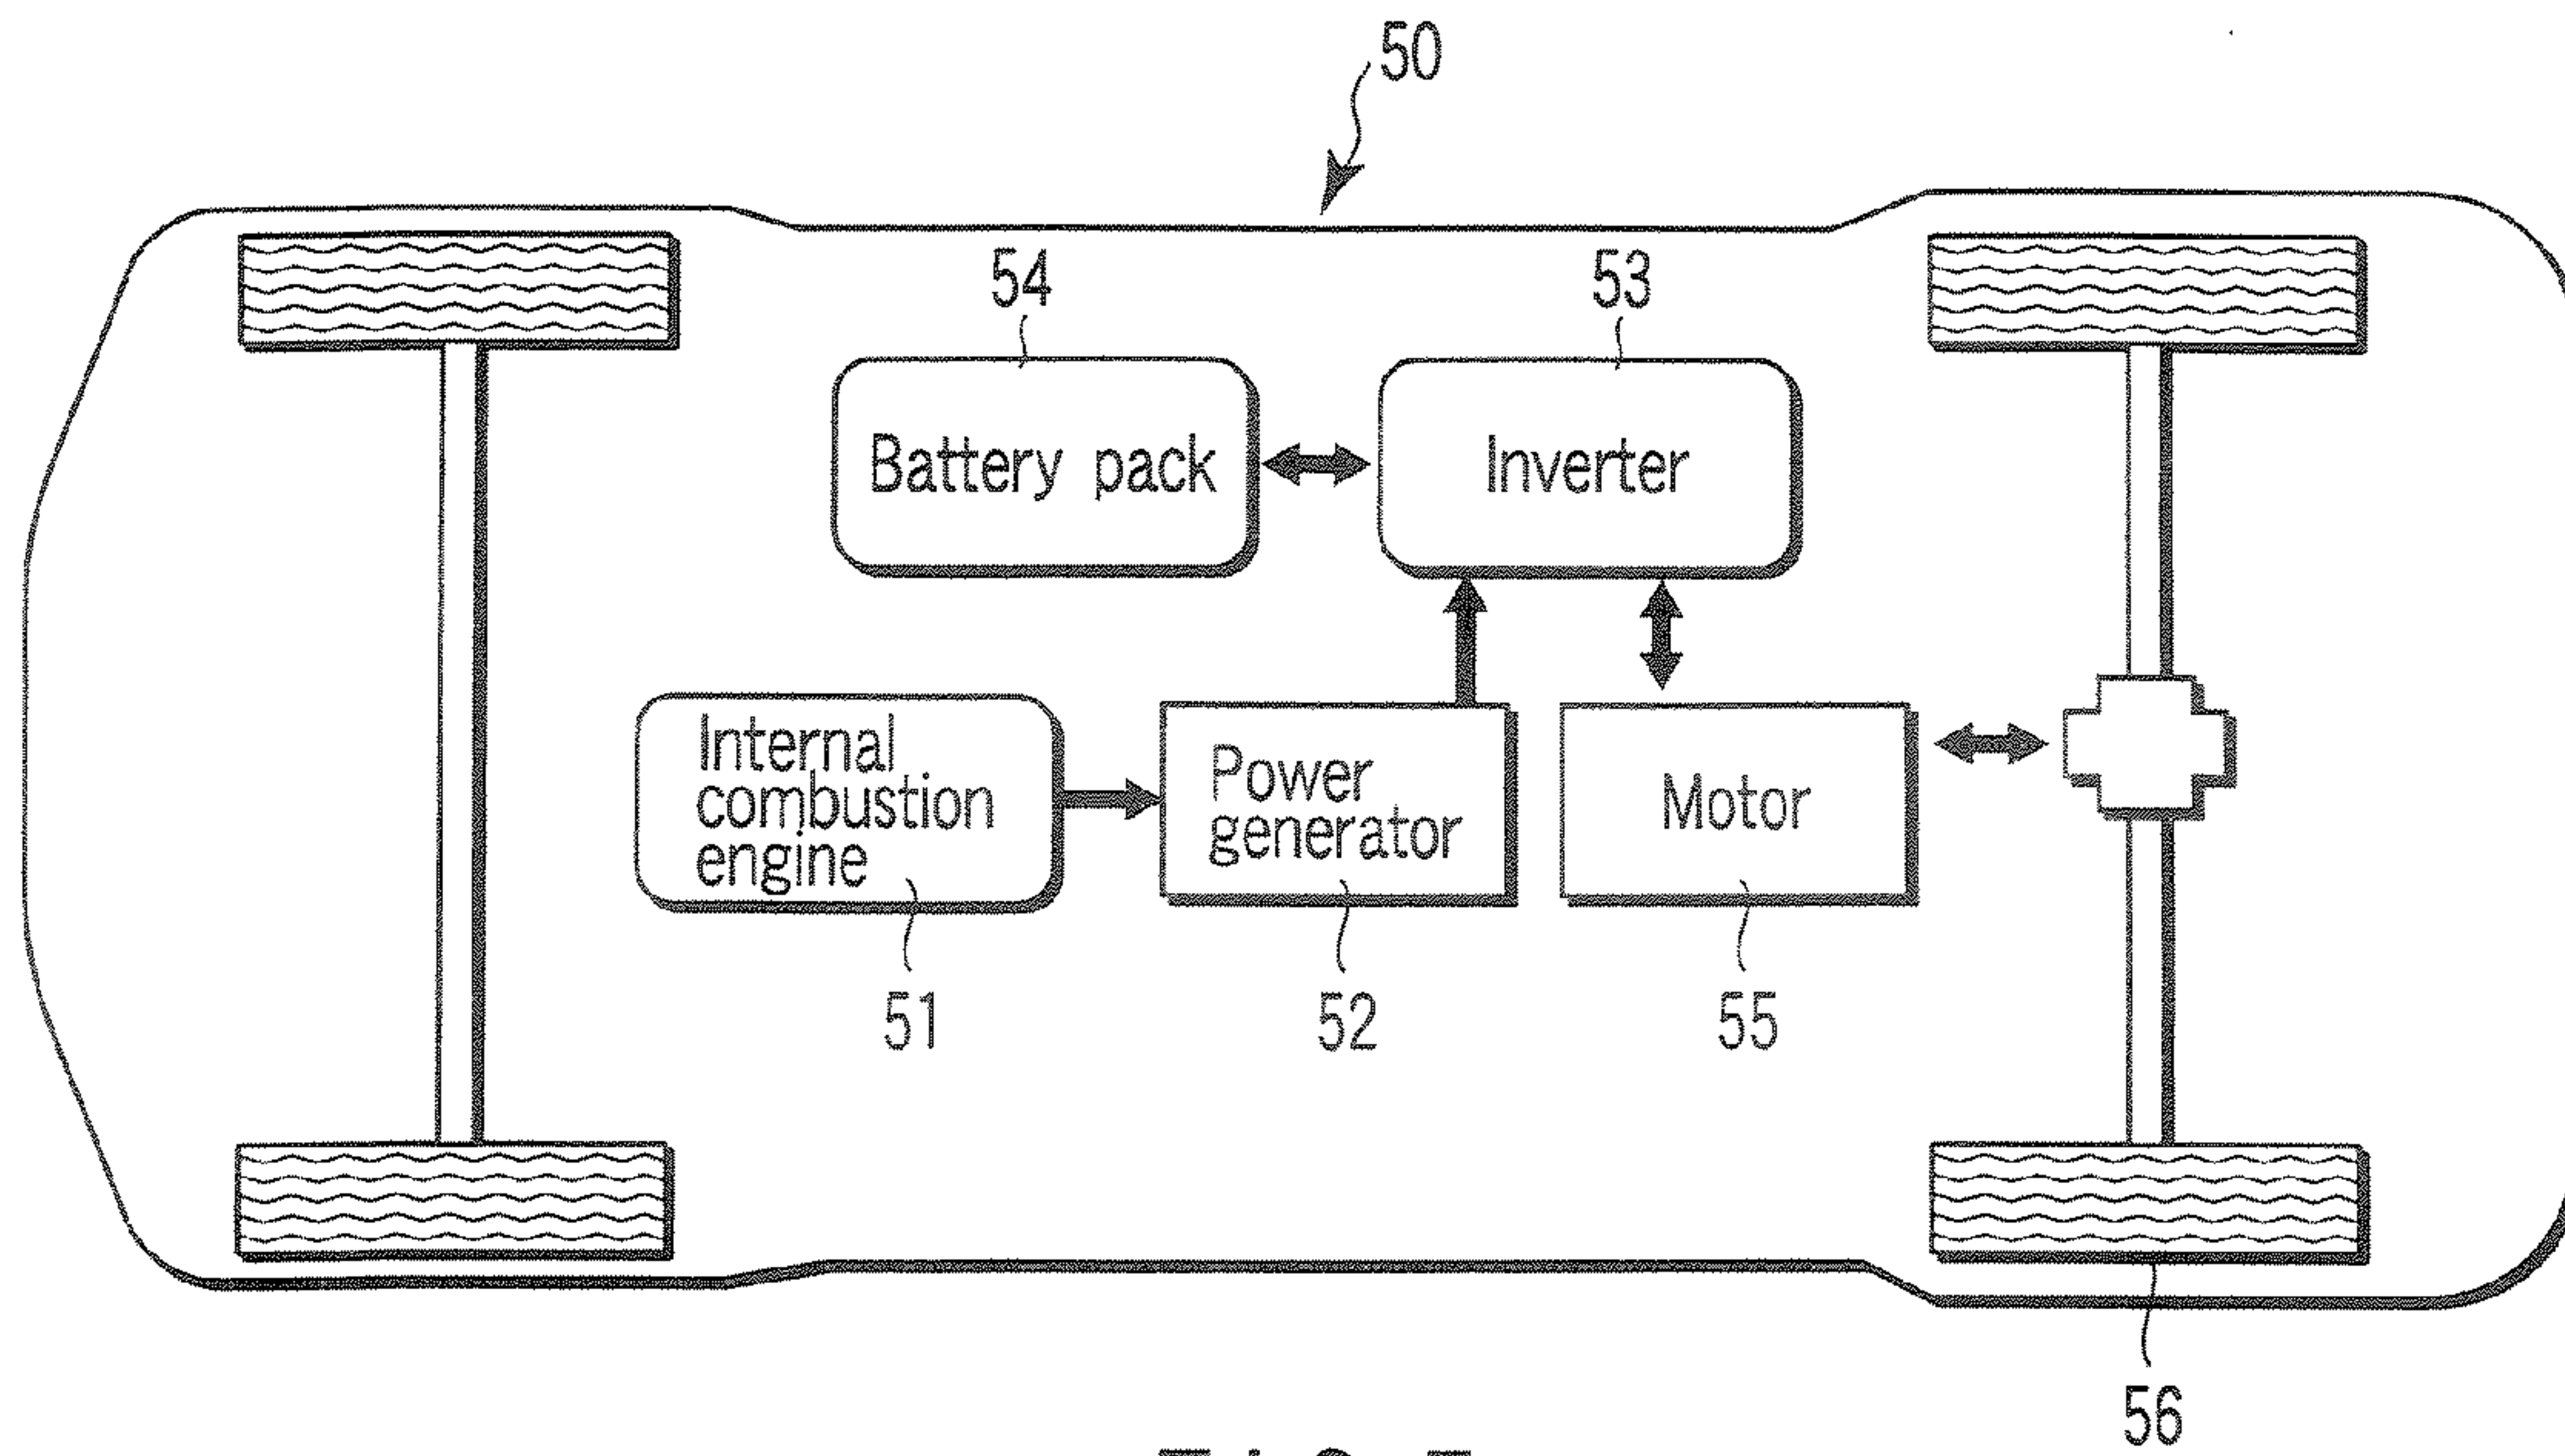 50
54
53
Battery pack
Inverter
Internal
combustion
engine
Power
generator
Motor
51
52
55
56